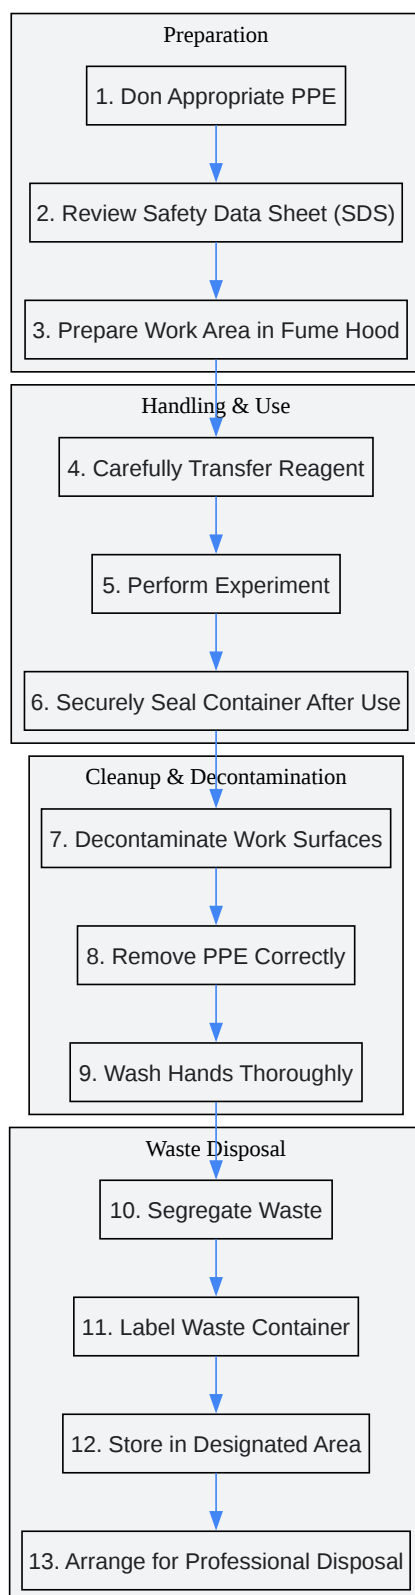 Preparation
1. Don Appropriate PPE
2. Review Safety Data Sheet (SDS)
3. Prepare Work Area in Fume Hood
Handling & Use
4. Carefully Transfer Reagent
5. Perform Experiment
6. Securely Seal Container After Use
Cleanup & Decontamination
7. Decontaminate Work Surfaces
8. Remove PPE Correctly
9. Wash Hands Thoroughly
Waste Disposal
10. Segregate Waste
11. Label Waste Container
12. Store in Designated Area
13. Arrange for Professional Disposal